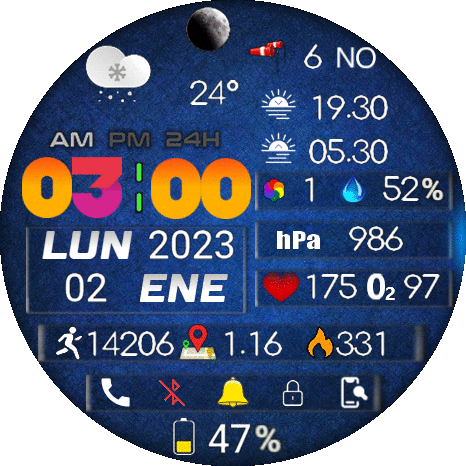 6 NO
24°
19.30
05.30
AM PM 24H
03:00
1 52%
LUN 2023
02 ENE
hPa 986
175 O2 97
14206 1.16 331
47%